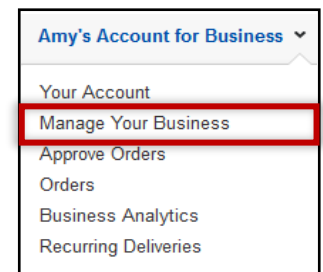 Amy's Account for Business
Your Account
Manage Your Business
Approve Orders
Orders
Business Analytics
Recurring Deliveries